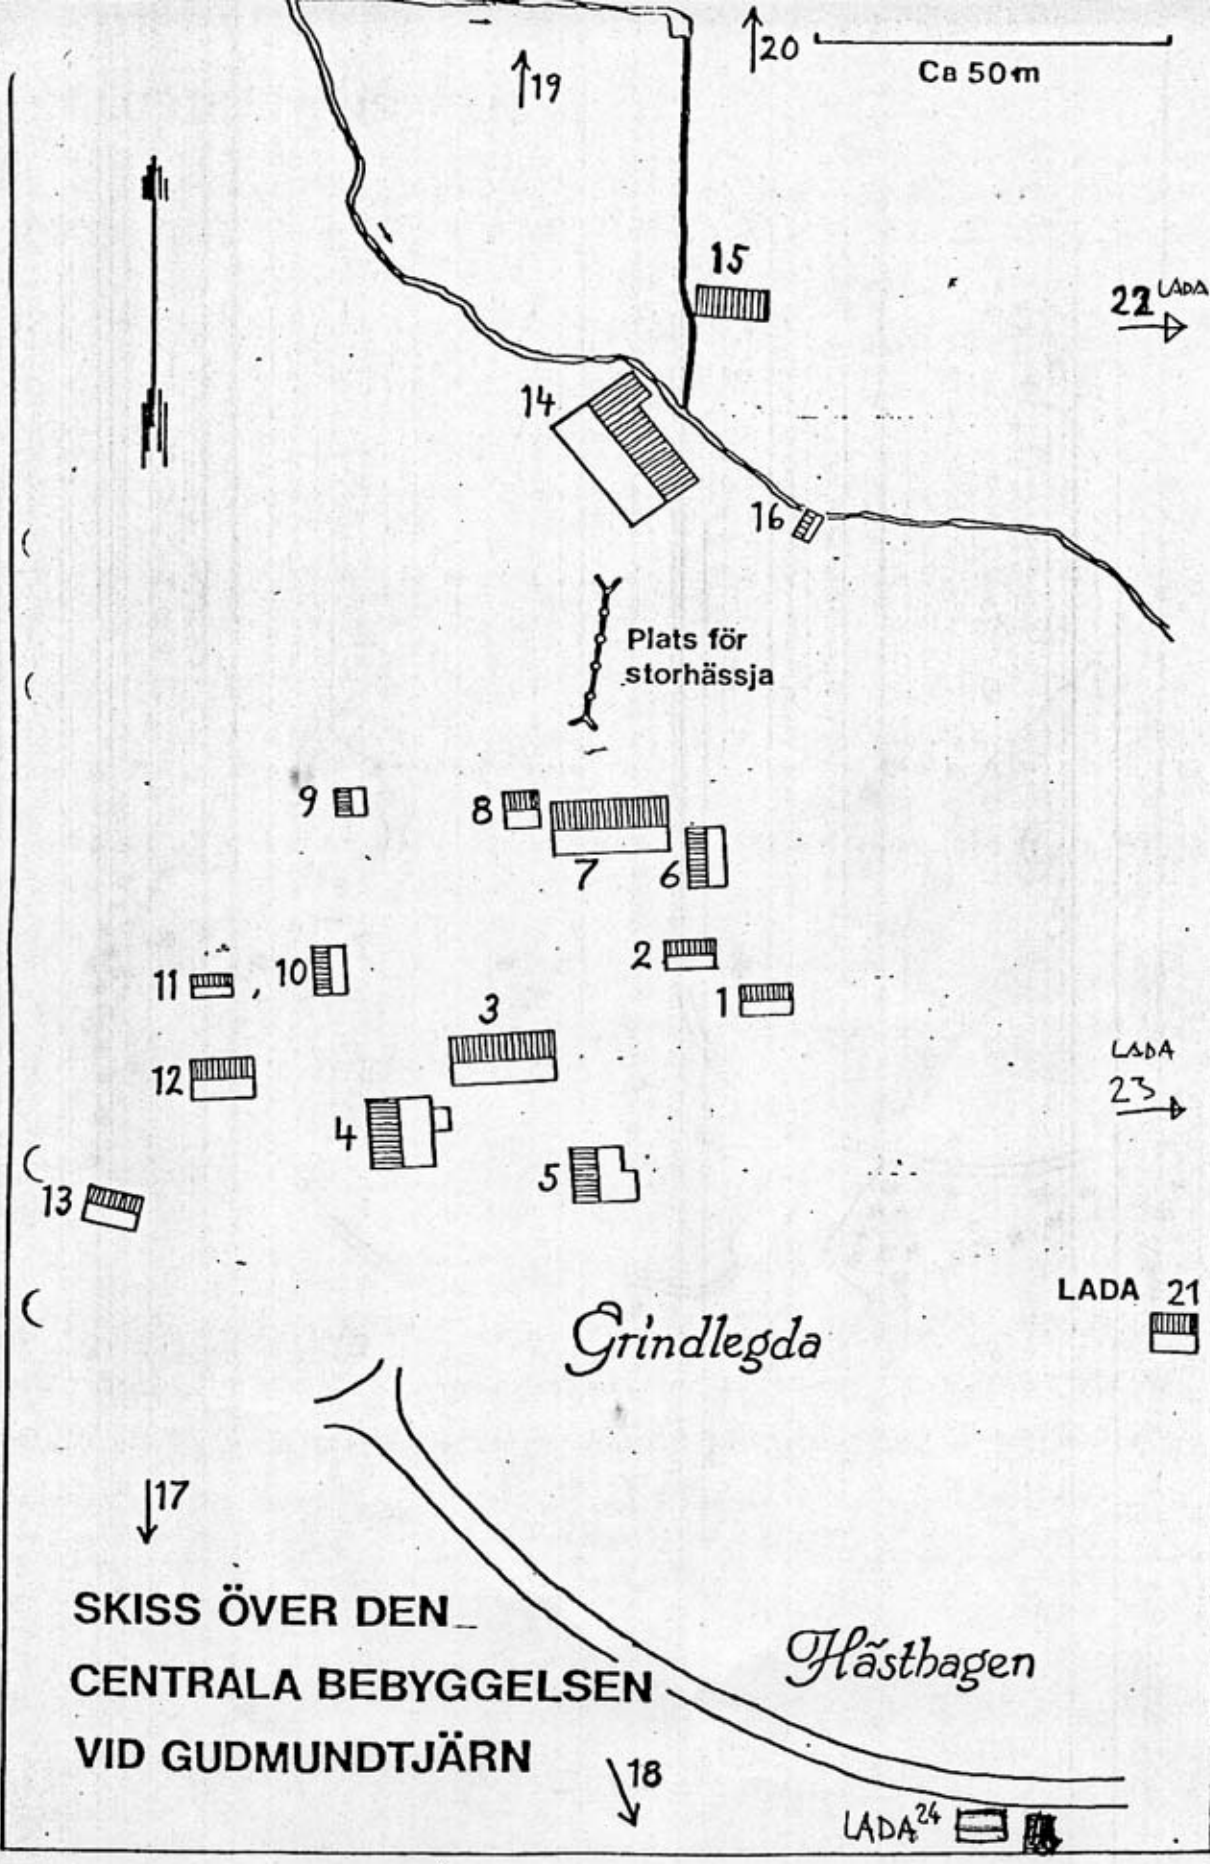 20
Ca 50 m
19
15
22 LADA
14
16
Plats för
storhässja
9
8
7
6
2
11
10
1
3
12
LADA
23
4
5
13
LADA 21
Grindlegda
17
SKISS ÖVER DEN
CENTRALA BEBYGGELSEN
VID GUDMUNDTJÄRN
Hästhagen
18
LADA 24